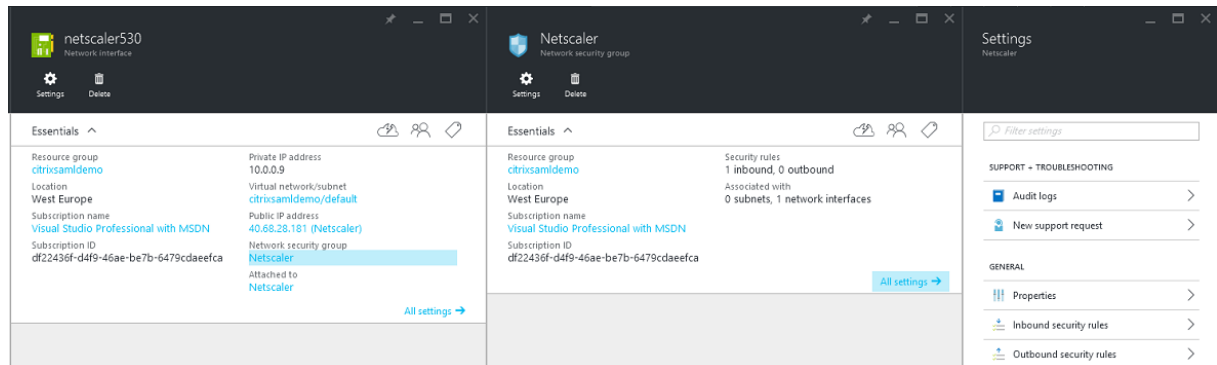 netscaler530
Network interface
Settings
Delete
Essentials
Resource group
citrixsamldemo
Location
West Europe
Subscription name
Visual Studio Professional with MSDN
Subscription ID
df22436f-d4f9-46ae-be7b-6479cdaeefca
Private IP address
10.0.0.9
Virtual network/subnet
citrixsamldemo/default
Public IP address
40.68.28.181 (Netscaler)
Network security group
Netscaler
Attached to
Netscaler
All settings →
Netscaler
Network security group
Settings
Delete
Essentials
Resource group
citrixsamldemo
Location
West Europe
Subscription name
Visual Studio Professional with MSDN
Subscription ID
df22436f-d4f9-46ae-be7b-6479cdaeefca
Security rules
1 inbound, 0 outbound
Associated with
0 subnets, 1 network interfaces
All settings →
Settings
Netscaler
Filter settings
SUPPORT + TROUBLESHOOTING
Audit logs
New support request
GENERAL
Properties
Inbound security rules
Outbound security rules